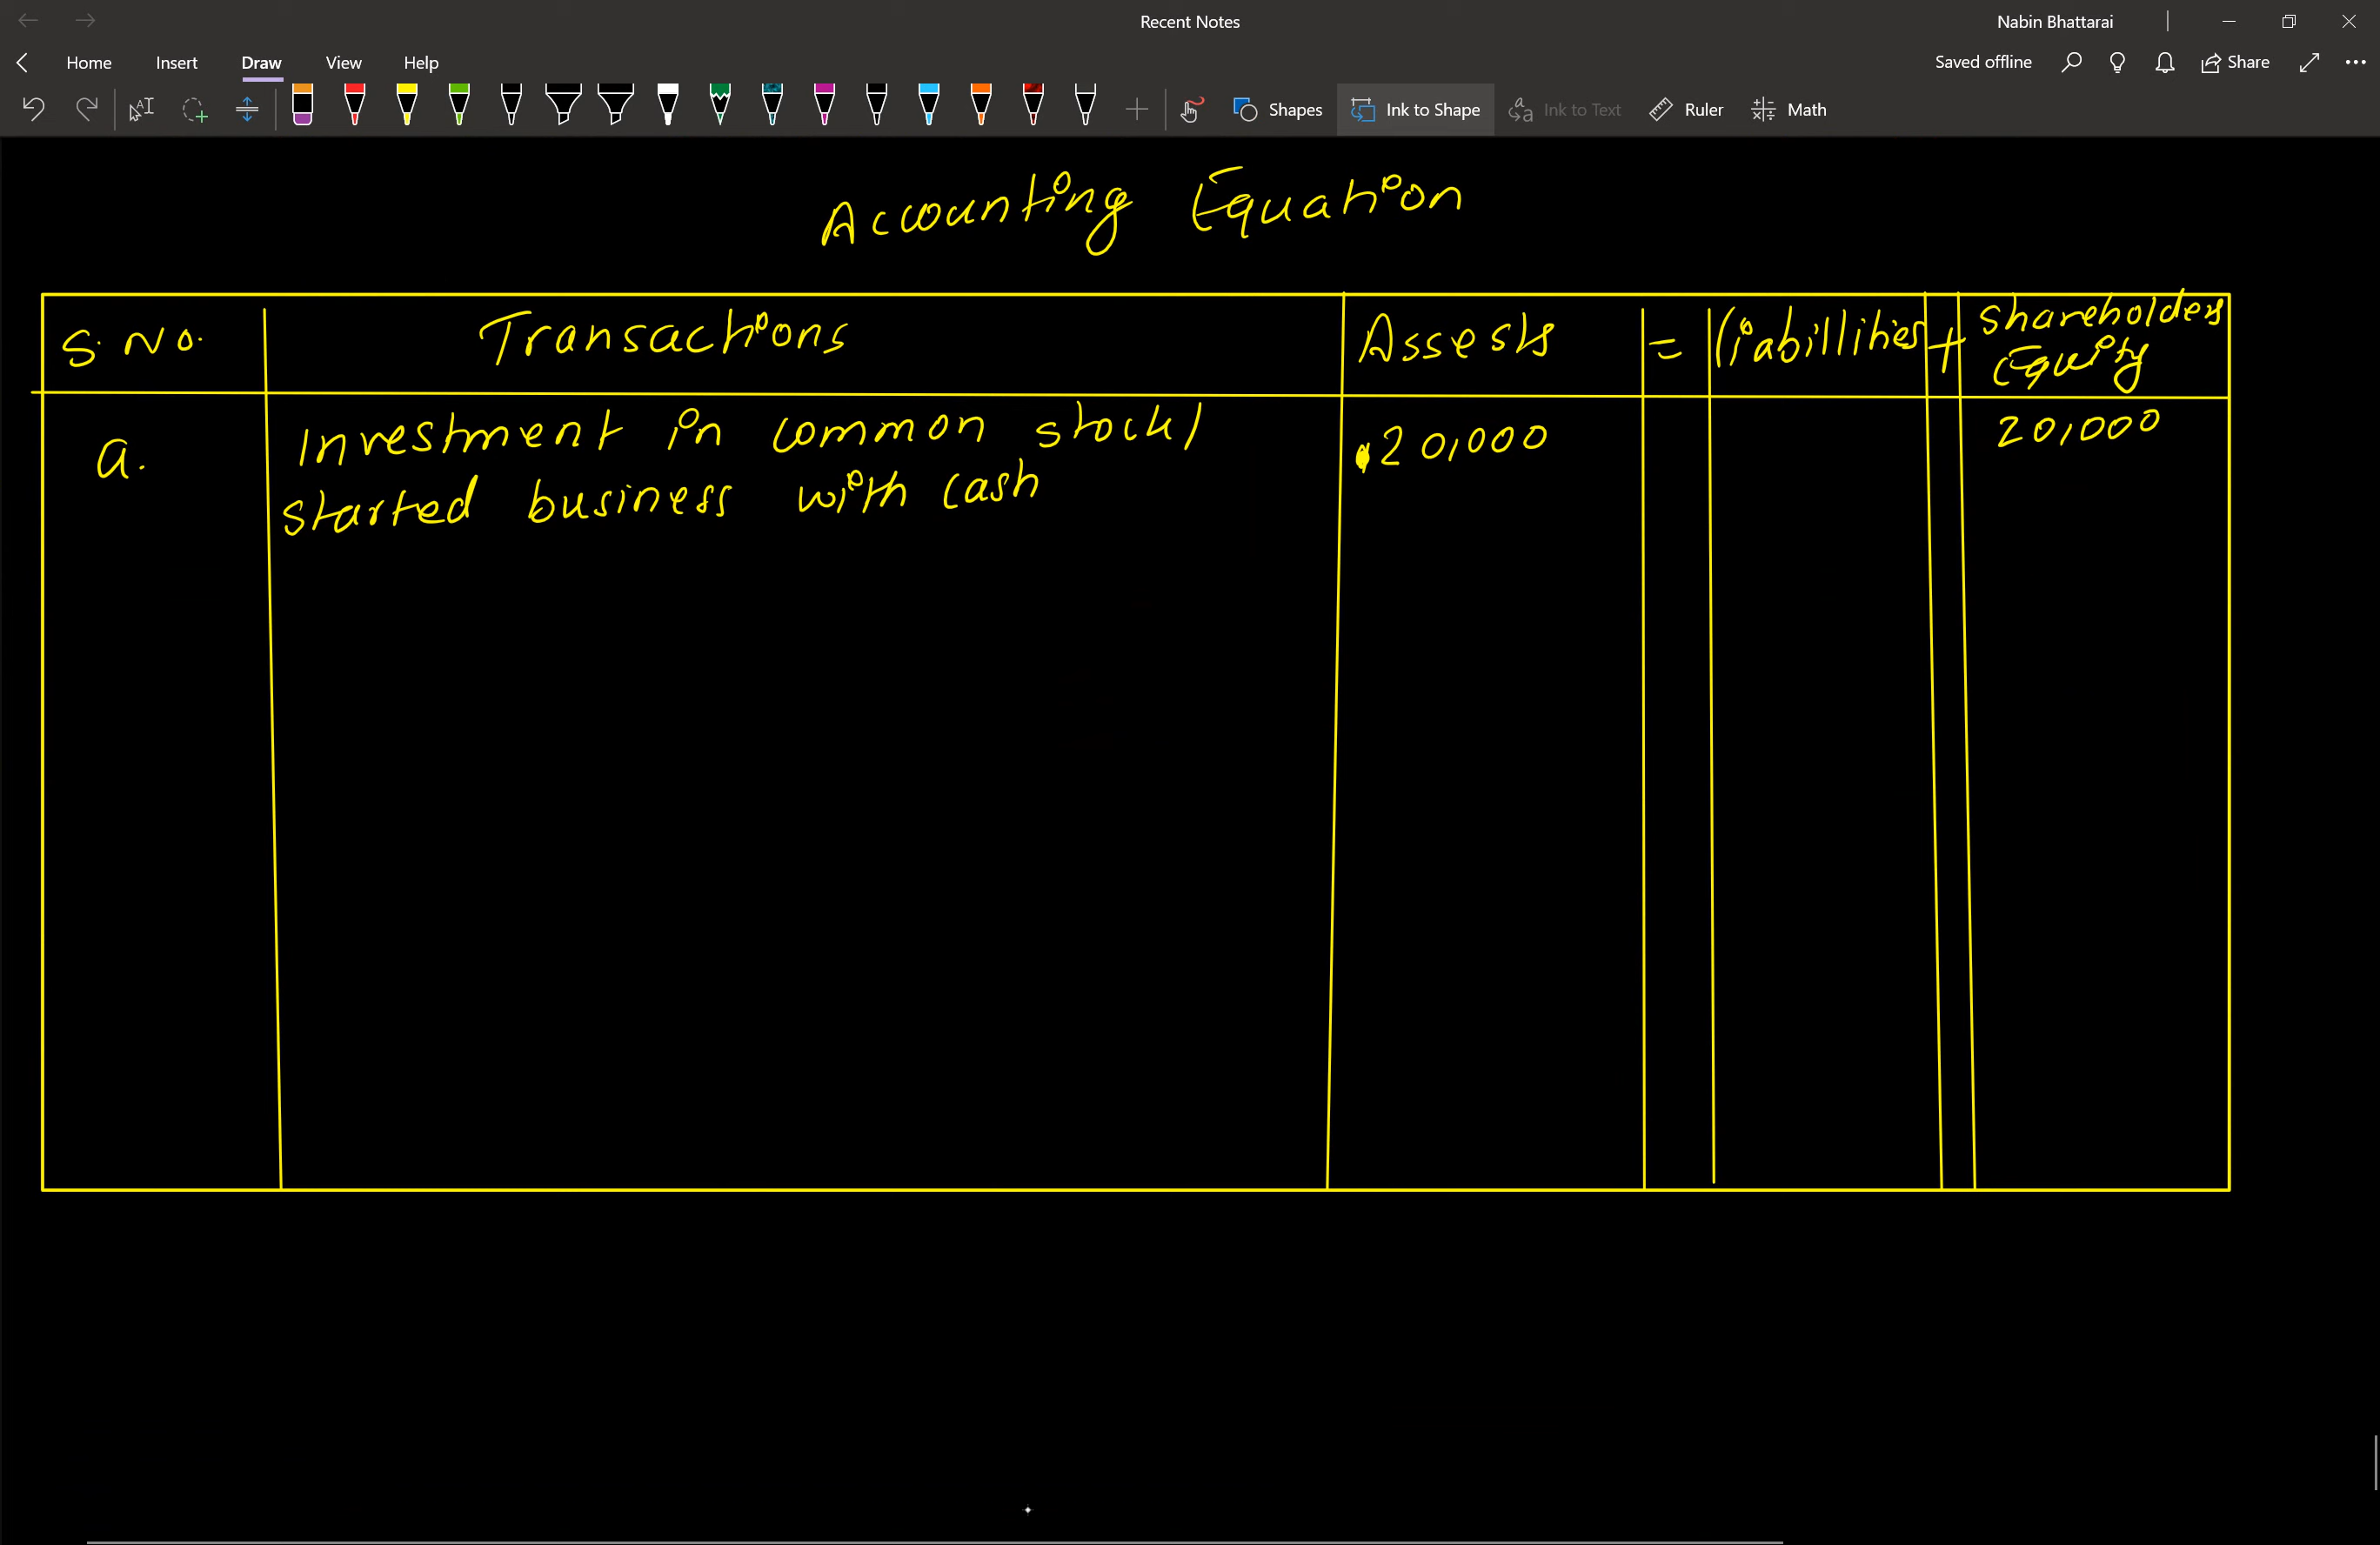 Recent Notes
Nabin Bhattarai
Home Insert Draw View Help
Saved offline
Share
Shapes Ink to Shape Ink to Text Ruler Math
Accounting Equation
S. No. Transactions Assests = liabillities + shareholders
Equity
a. Investment in common stock/ 20,000 20,000
started business with cash